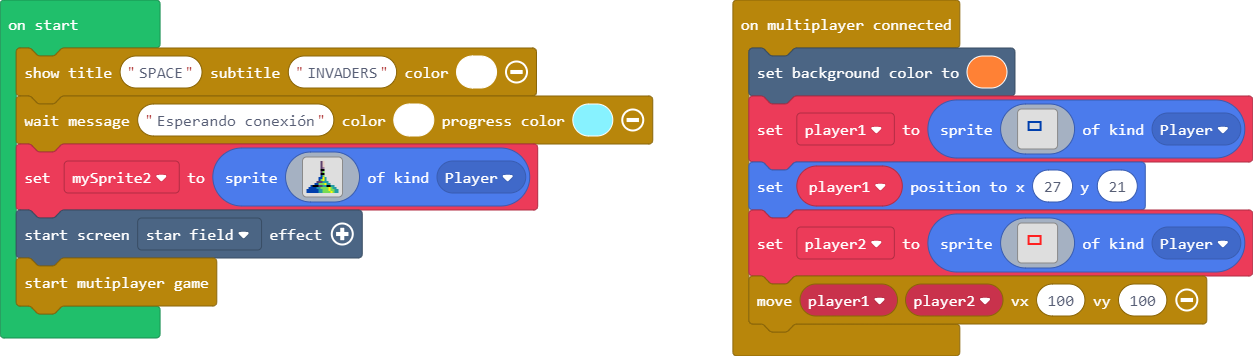 on start
show title "SPACE" subtitle "INVADERS" color
wait message "Esperando conexión" color progress color
set mySprite2 to sprite of kind Player
start screen star field effect
start mutiplayer game
on multiplayer connected
set background color to
set player1 to sprite of kind Player
set player1 position to x 27 y 21
set player2 to sprite of kind Player
move player1 player2 vx 100 vy 100